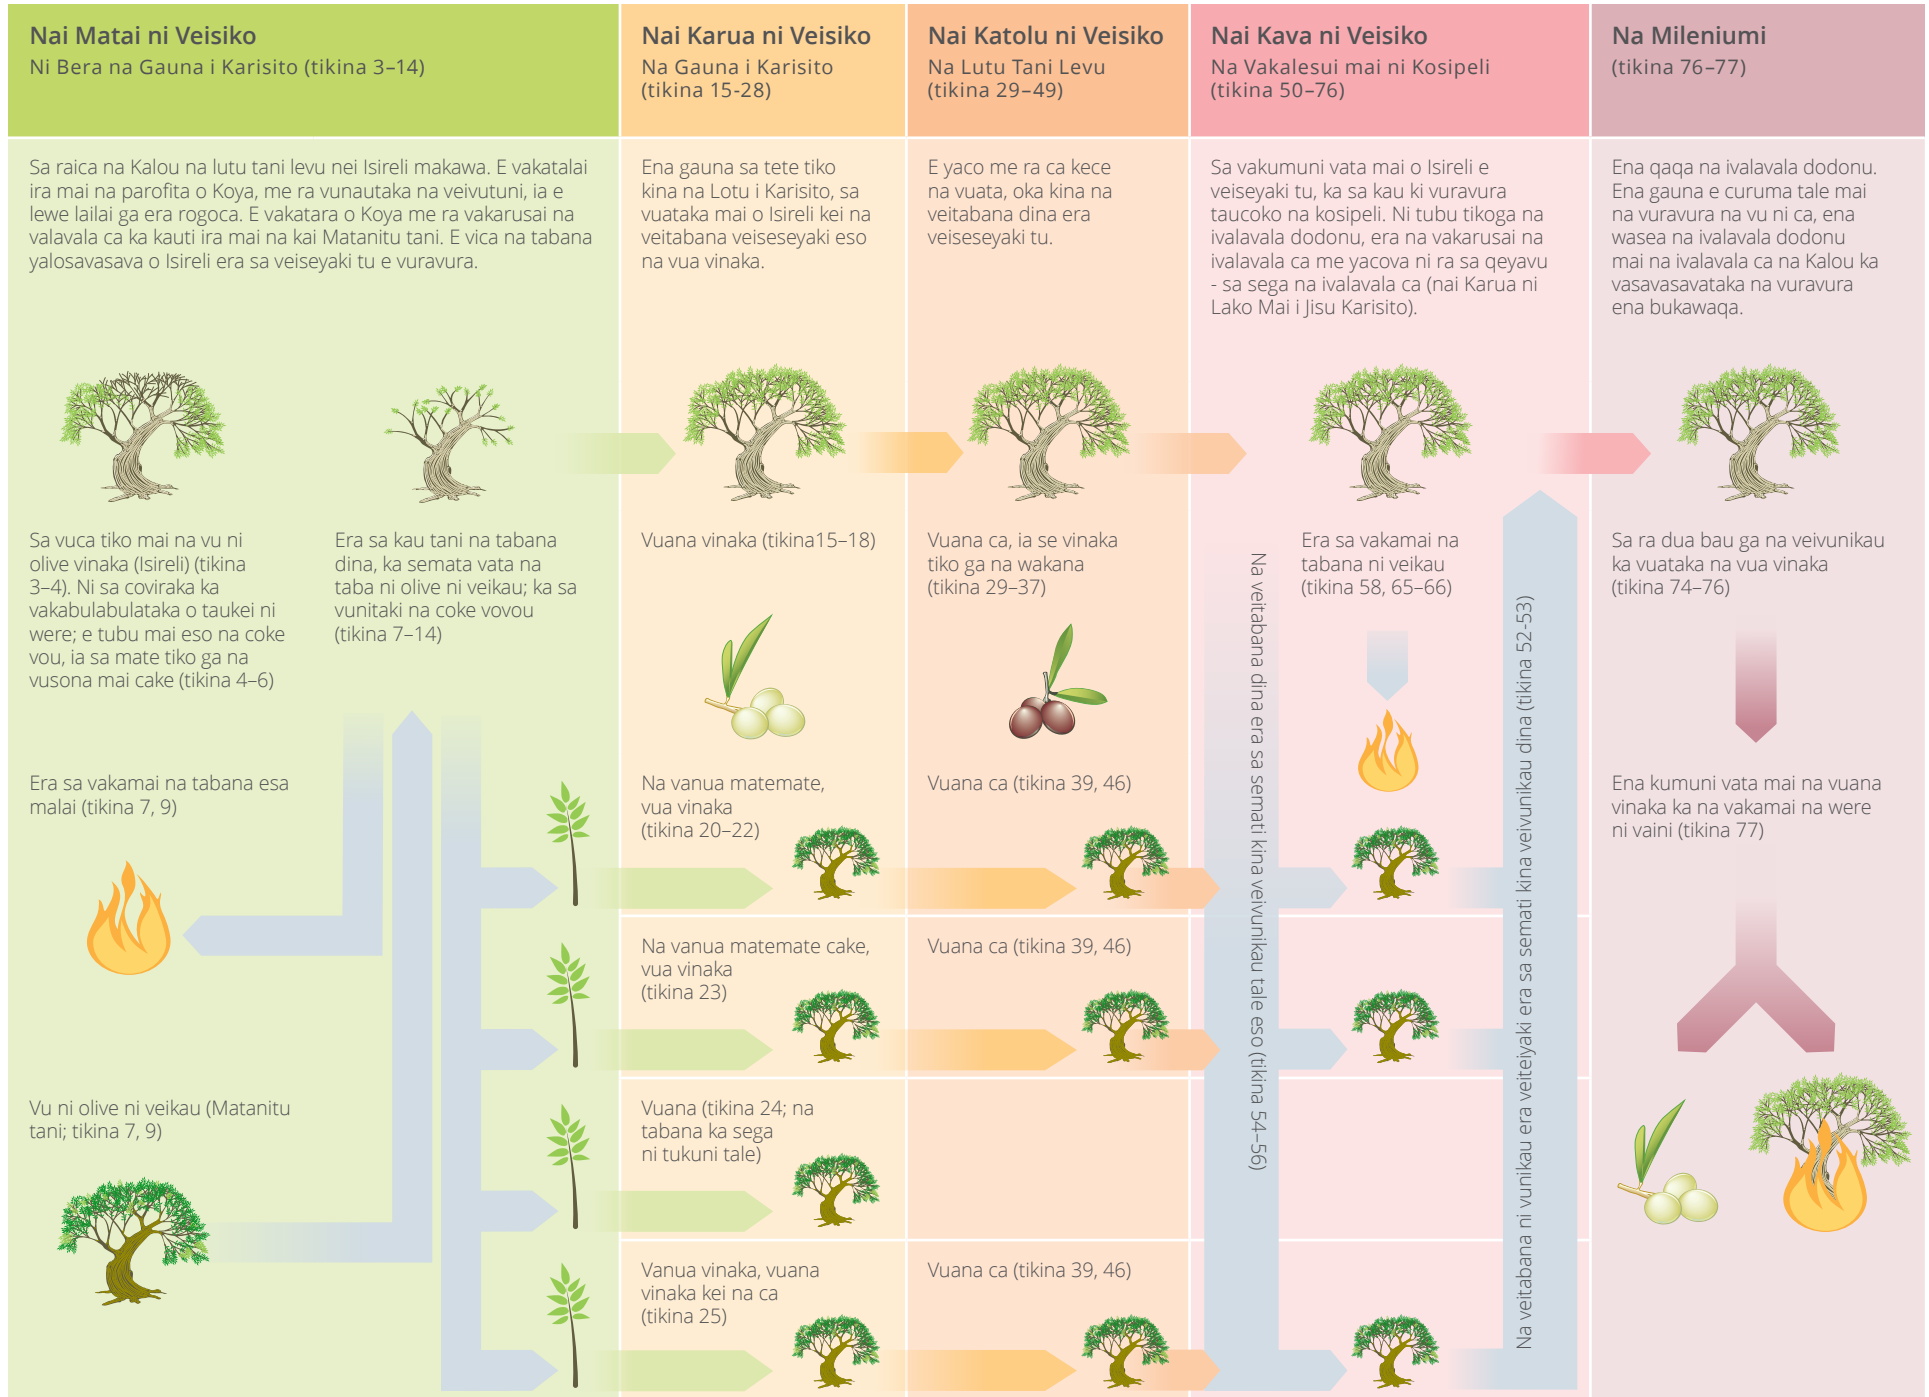 Nai Matai ni Veisiko
Ni Bera na Gauna i Karisito (tikina 3–14)
Nai Karua ni Veisiko
Na Gauna i Karisito
(tikina 15-28)
Nai Katolu ni Veisiko
Na Lutu Tani Levu
(tikina 29–49)
Nai Kava ni Veisiko
Na Vakalesui mai ni Kosipeli
(tikina 50–76)
Na Mileniumi
(tikina 76–77)
Sa raica na Kalou na lutu tani levu nei Isireli makawa. E vakatalai
ira mai na parofita o Koya, me ra vunautaka na veivutuni, ia e
lewe lailai ga era rogoca. E vakatara o Koya me ra vakarusai na
valavala ca ka kauti ira mai na kai Matanitu tani. E vica na tabana
yalosavasava o Isireli era sa veiseyaki tu e vuravura.
Ena gauna sa tete tiko
kina na Lotu i Karisito, sa
vuataka mai o Isireli kei na
veitabana veiseseyaki eso
na vua vinaka.
E yaco me ra ca kece
na vuata, oka kina na
veitabana dina era
veiseseyaki tu.
Sa vakumuni vata mai o Isireli e
veiseyaki tu, ka sa kau ki vuravura
taucoko na kosipeli. Ni tubu tikoga na
ivalavala dodonu, era na vakarusai na
ivalavala ca me yacova ni ra sa qeyavu
- sa sega na ivalavala ca (nai Karua ni
Lako Mai i Jisu Karisito).
Ena qaqa na ivalavala dodonu.
Ena gauna e curuma tale mai
na vuravura na vu ni ca, ena
wasea na ivalavala dodonu
mai na ivalavala ca na Kalou ka
vasavasavataka na vuravura
ena bukawaqa.
Sa vuca tiko mai na vu ni
olive vinaka (Isireli) (tikina
3–4). Ni sa coviraka ka
vakabulabulataka o taukei ni
were; e tubu mai eso na coke
vou, ia sa mate tiko ga na
vusona mai cake (tikina 4–6)
Era sa kau tani na tabana
dina, ka semata vata na
taba ni olive ni veikau; ka sa
vunitaki na coke vovou
(tikina 7–14)
Vuana vinaka (tikina15–18)
Vuana ca, ia se vinaka
tiko ga na wakana
(tikina 29–37)
Era sa vakamai na
tabana ni veikau
(tikina 58, 65–66)
Sa ra dua bau ga na veivunikau
ka vuataka na vua vinaka
(tikina 74–76)
Era sa vakamai na tabana esa
malai (tikina 7, 9)
Na vanua matemate,
vua vinaka
(tikina 20–22)
Vuana ca (tikina 39, 46)
Ena kumuni vata mai na vuana
vinaka ka na vakamai na were
ni vaini (tikina 77)
Na vanua matemate cake,
vua vinaka
(tikina 23)
Vuana ca (tikina 39, 46)
Vu ni olive ni veikau (Matanitu
tani; tikina 7, 9)
Vuana (tikina 24; na
tabana ka sega
ni tukuni tale)
Vanua vinaka, vuana
vinaka kei na ca
(tikina 25)
Vuana ca (tikina 39, 46)
Na veitabana dina era sa semati kina veivunikau tale eso (tikina 54–56)
Na veitabana ni vunikau era veiteiyaki era sa semati kina veivunikau dina (tikina 52-53)